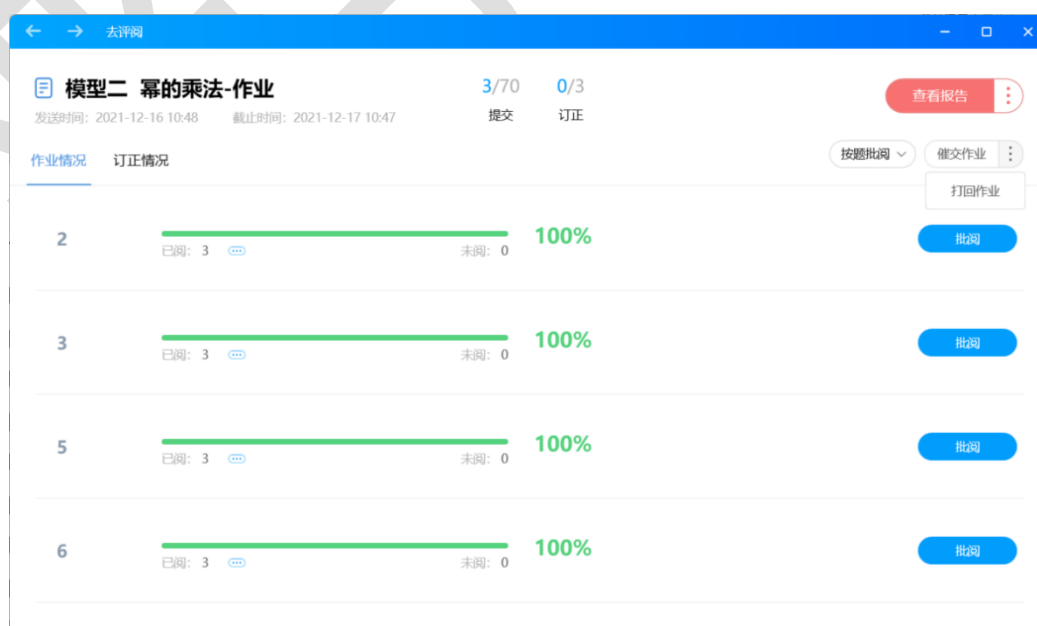 去评阅
模型二 幂的乘法-作业
3/70 0/3
查看报告
发送时间: 2021-12-16 10:48 截止时间: 2021-12-17 10:47
提交 订正
作业情况 订正情况
按题批阅 催交作业
打回作业
2 100% 批阅
已阅: 3 未阅: 0
3 100% 批阅
已阅: 3 未阅: 0
5 100% 批阅
已阅: 3 未阅: 0
6 100% 批阅
已阅: 3 未阅: 0